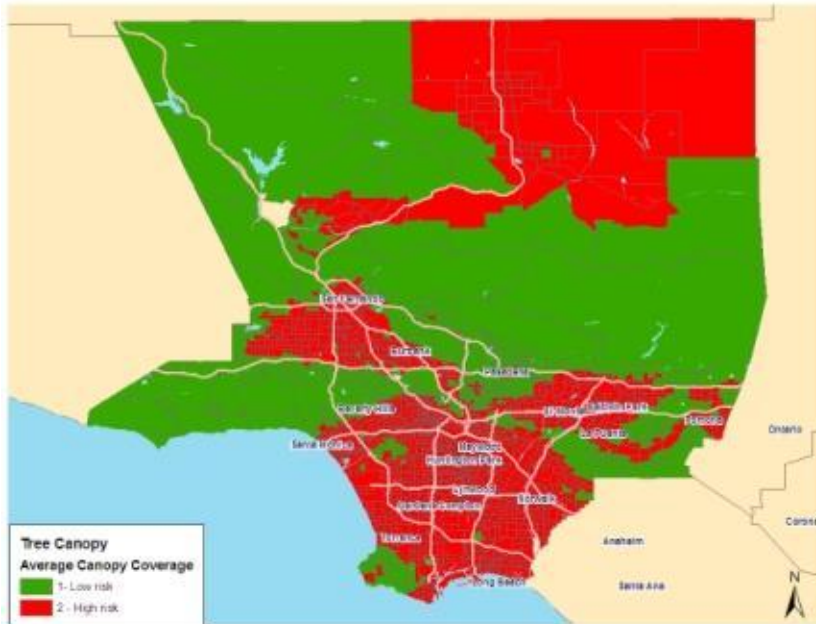 San Fernando
Burbank
Pasadena
Beverly Hills
El Monte
Baldwin Park
Pomona
Ontario
Santa Monica
La Puente
Maywood
Huntington Park
Lynwood
Norwalk
Corona
Gardena Compton
Torrance
Anaheim
Long Beach
Santa Ana
Tree Canopy
Average Canopy Coverage
1- Low risk
2 - High risk
N